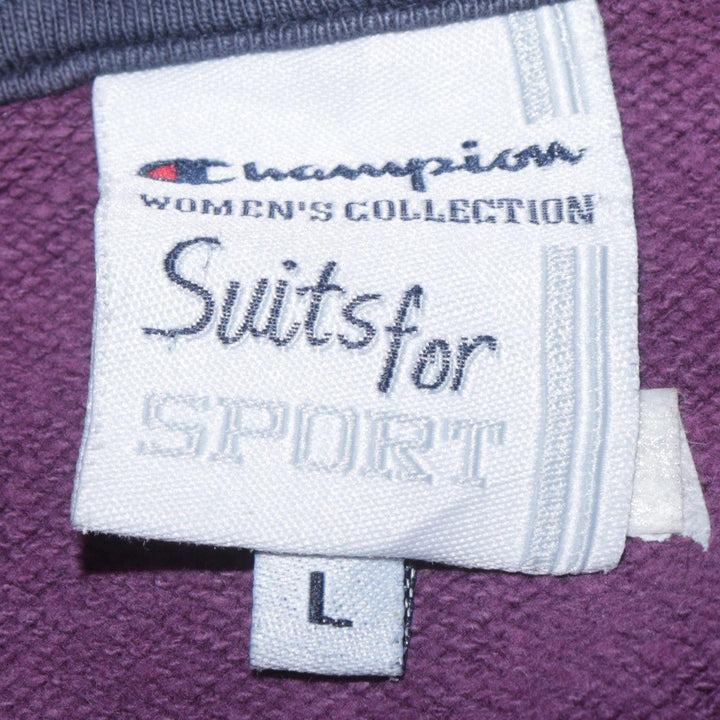 Champion
WOMEN'S COLLECTION
Suits for
SPORT
L